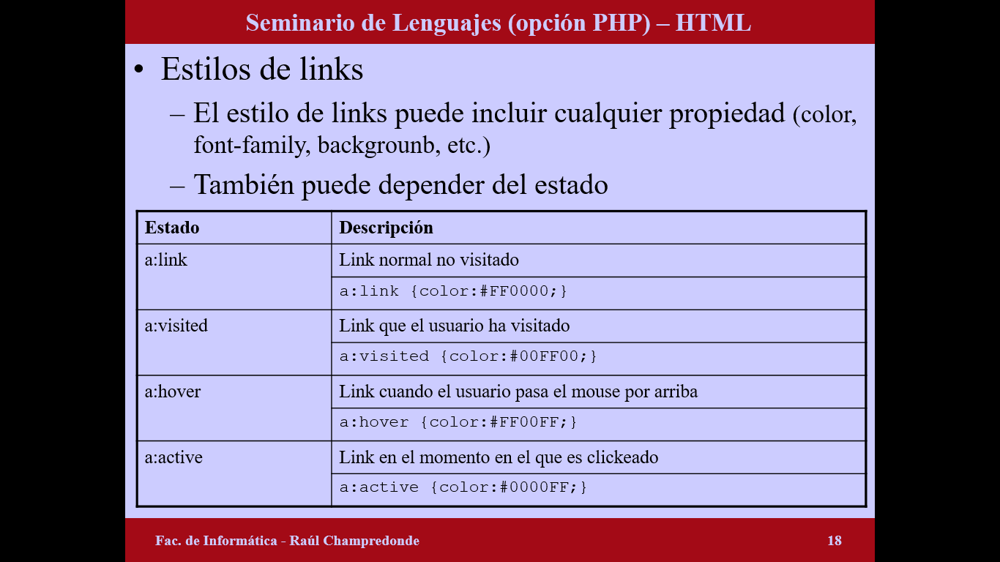 Seminario de Lenguajes (opción PHP) – HTML
• Estilos de links
– El estilo de links puede incluir cualquier propiedad (color,
font-family, backgrounb, etc.)
– También puede depender del estado
Estado Descripción
a:link Link normal no visitado
a:link {color:#FF0000;}
a:visited Link que el usuario ha visitado
a:visited {color:#00FF00;}
a:hover Link cuando el usuario pasa el mouse por arriba
a:hover {color:#FF00FF;}
a:active Link en el momento en el que es clickeado
a:active {color:#0000FF;}
Fac. de Informática - Raúl Champredonde 18